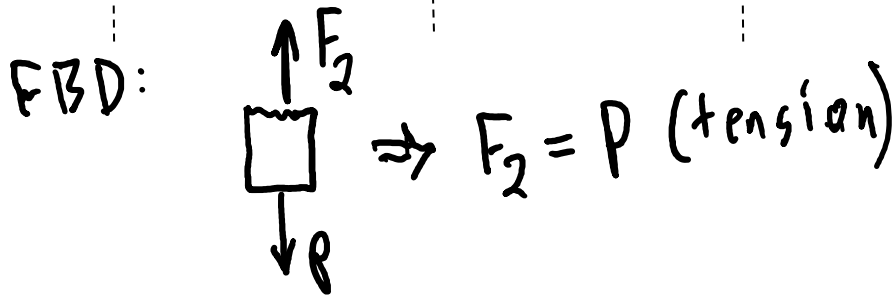 FBD:
F₂
⇒ F₂ = P (tension)
P